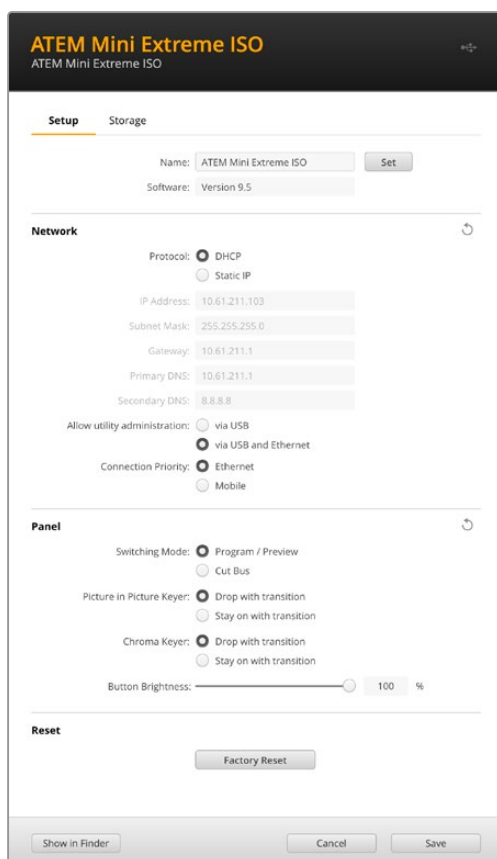 ATEM Mini Extreme ISO
ATEM Mini Extreme ISO
Setup Storage
Name: ATEM Mini Extreme ISO Set
Software: Version 9.5
Network
Protocol: DHCP
Static IP
IP Address: 10.61.211.103
Subnet Mask: 255.255.255.0
Gateway: 10.61.211.1
Primary DNS: 10.61.211.1
Secondary DNS: 8.8.8.8
Allow utility administration: via USB
via USB and Ethernet
Connection Priority: Ethernet
Mobile
Panel
Switching Mode: Program / Preview
Cut Bus
Picture in Picture Keyer: Drop with transition
Stay on with transition
Chroma Keyer: Drop with transition
Stay on with transition
Button Brightness: 100 %
Reset
Factory Reset
Show in Finder Cancel Save